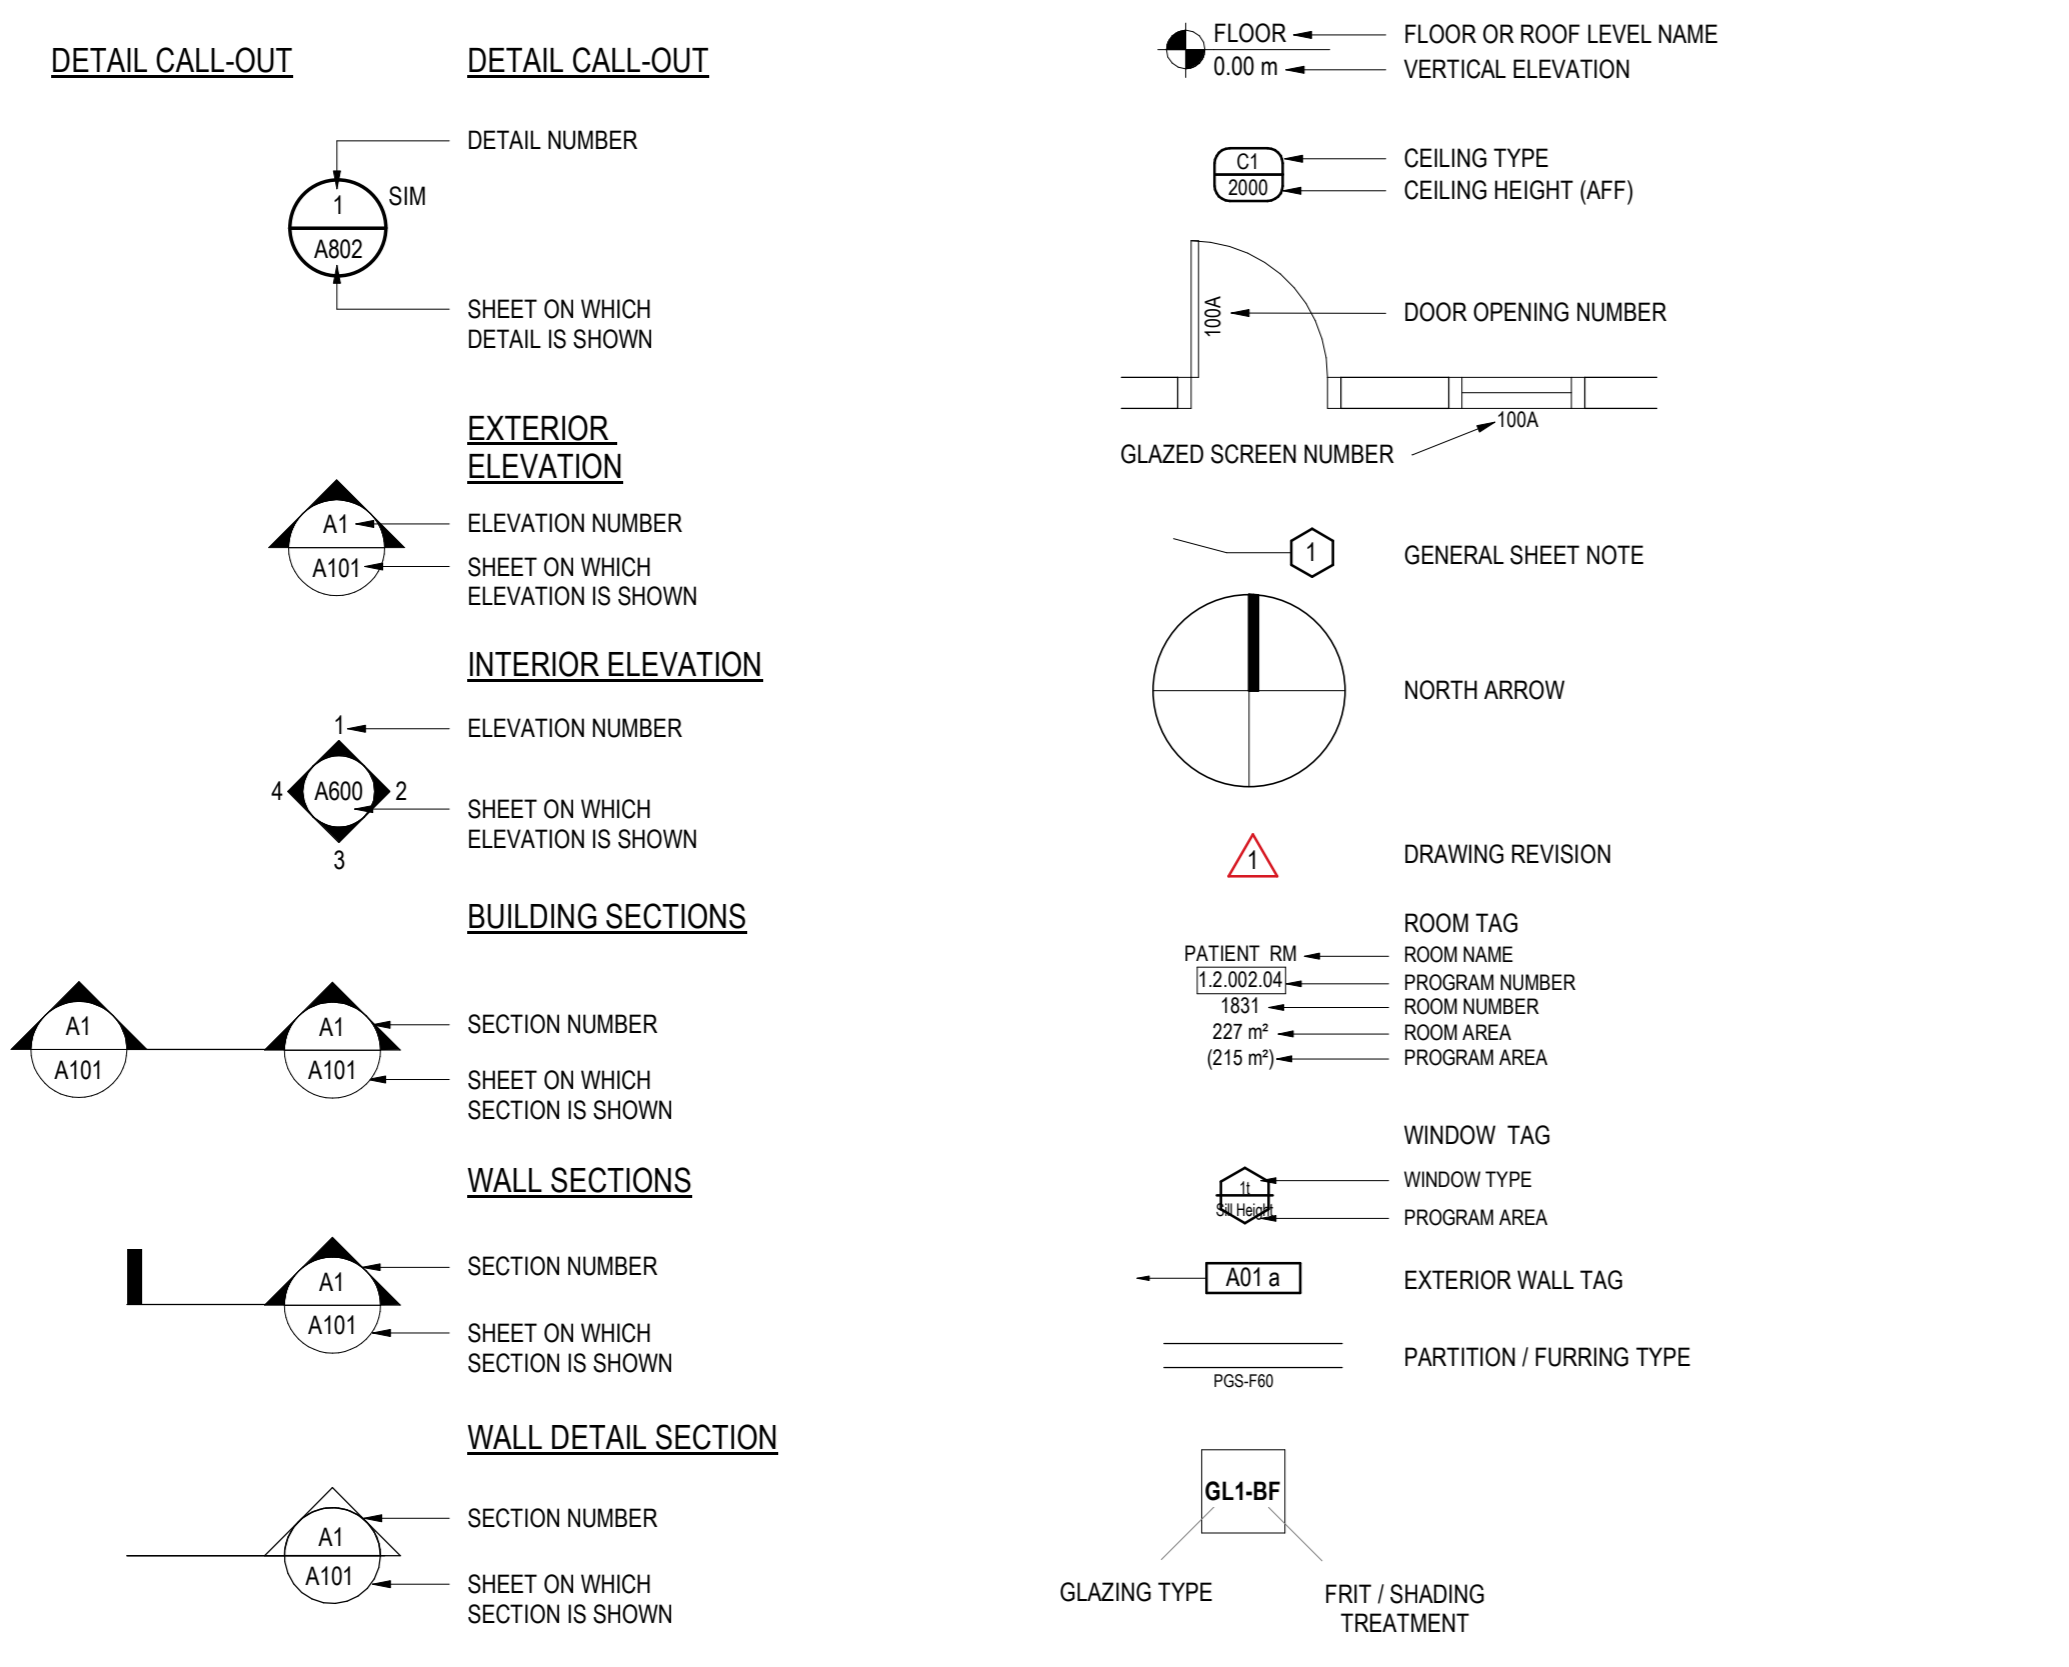 DETAIL CALL-OUT
DETAIL CALL-OUT
DETAIL NUMBER
1
SIM
A802
SHEET ON WHICH
DETAIL IS SHOWN
EXTERIOR
ELEVATION
A1
ELEVATION NUMBER
A101
SHEET ON WHICH
ELEVATION IS SHOWN
INTERIOR ELEVATION
1
ELEVATION NUMBER
4
A600
2
3
SHEET ON WHICH
ELEVATION IS SHOWN
BUILDING SECTIONS
A1
A101
A1
A101
SECTION NUMBER
SHEET ON WHICH
SECTION IS SHOWN
WALL SECTIONS
A1
A101
SECTION NUMBER
SHEET ON WHICH
SECTION IS SHOWN
WALL DETAIL SECTION
A1
A101
SECTION NUMBER
SHEET ON WHICH
SECTION IS SHOWN
FLOOR
FLOOR OR ROOF LEVEL NAME
0.00 m
VERTICAL ELEVATION
C1
CEILING TYPE
2000
CEILING HEIGHT (AFF)
100A
DOOR OPENING NUMBER
100A
GLAZED SCREEN NUMBER
1
GENERAL SHEET NOTE
NORTH ARROW
1
DRAWING REVISION
ROOM TAG
PATIENT RM
ROOM NAME
1.2.002.04
PROGRAM NUMBER
1831
ROOM NUMBER
227 m²
ROOM AREA
(215 m²)
PROGRAM AREA
WINDOW TAG
1t
WINDOW TYPE
Sill Height
PROGRAM AREA
A01 a
EXTERIOR WALL TAG
PARTITION / FURRING TYPE
PGS-F60
GL1-BF
GLAZING TYPE
FRIT / SHADING
TREATMENT